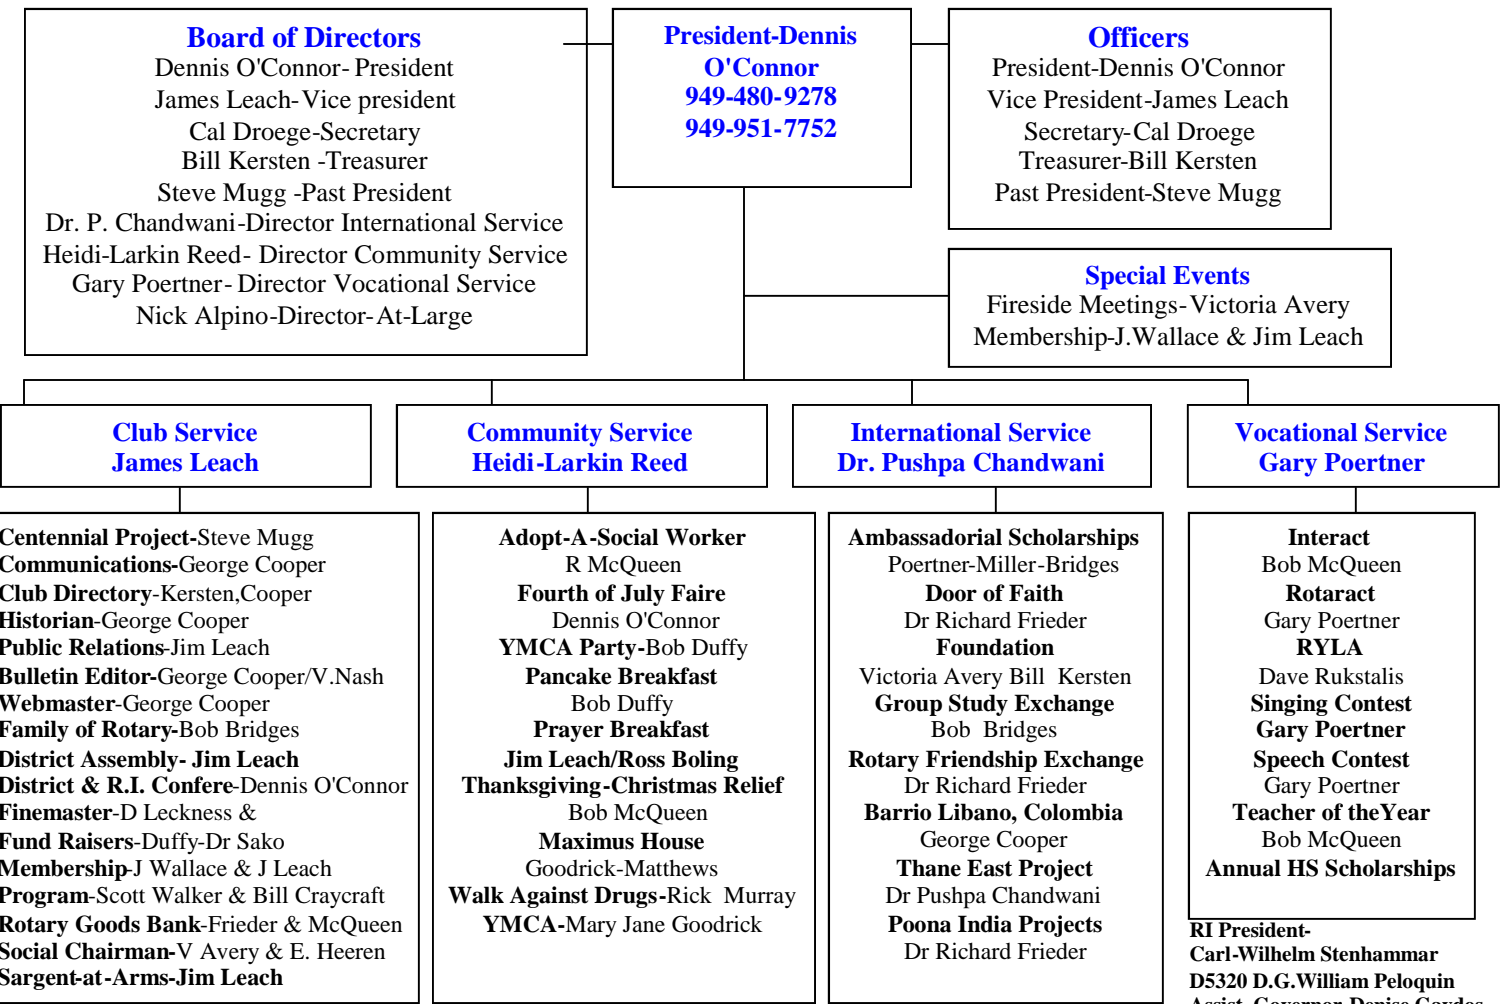 Board of Directors
Dennis O'Connor- President
James Leach-Vice president
Cal Droege-Secretary
Bill Kersten -Treasurer
Steve Mugg -Past President
Dr. P. Chandwani-Director International Service
Heidi-Larkin Reed- Director Community Service
Gary Poertner- Director Vocational Service
Nick Alpino-Director-At-Large
President-Dennis
O'Connor
949-480-9278
949-951-7752
Officers
President-Dennis O'Connor
Vice President-James Leach
Secretary-Cal Droege
Treasurer-Bill Kersten
Past President-Steve Mugg
Special Events
Fireside Meetings-Victoria Avery
Membership-J.Wallace & Jim Leach
Club Service
James Leach
Centennial Project-Steve Mugg
Communications-George Cooper
Club Directory-Kersten,Cooper
Historian-George Cooper
Public Relations-Jim Leach
Bulletin Editor-George Cooper/V.Nash
Webmaster-George Cooper
Family of Rotary-Bob Bridges
District Assembly- Jim Leach
District & R.I. Confere-Dennis O'Connor
Finemaster-D Leckness &
Fund Raisers-Duffy-Dr Sako
Membership-J Wallace & J Leach
Program-Scott Walker & Bill Craycraft
Rotary Goods Bank-Frieder & McQueen
Social Chairman-V Avery & E. Heeren
Sargent-at-Arms-Jim Leach
Community Service
Heidi-Larkin Reed
Adopt-A-Social Worker
R McQueen
Fourth of July Faire
Dennis O'Connor
YMCA Party-Bob Duffy
Pancake Breakfast
Bob Duffy
Prayer Breakfast
Jim Leach/Ross Boling
Thanksgiving-Christmas Relief
Bob McQueen
Maximus House
Goodrick-Matthews
Walk Against Drugs-Rick Murray
YMCA-Mary Jane Goodrick
International Service
Dr. Pushpa Chandwani
Ambassadorial Scholarships
Poertner-Miller-Bridges
Door of Faith
Dr Richard Frieder
Foundation
Victoria Avery Bill Kersten
Group Study Exchange
Bob Bridges
Rotary Friendship Exchange
Dr Richard Frieder
Barrio Libano, Colombia
George Cooper
Thane East Project
Dr Pushpa Chandwani
Poona India Projects
Dr Richard Frieder
Vocational Service
Gary Poertner
Interact
Bob McQueen
Rotaract
Gary Poertner
RYLA
Dave Rukstalis
Singing Contest
Gary Poertner
Speech Contest
Gary Poertner
Teacher of theYear
Bob McQueen
Annual HS Scholarships
RI President-
Carl-Wilhelm Stenhammar
D5320 D.G.William Peloquin
Assist. Governor-Denise Gaydos